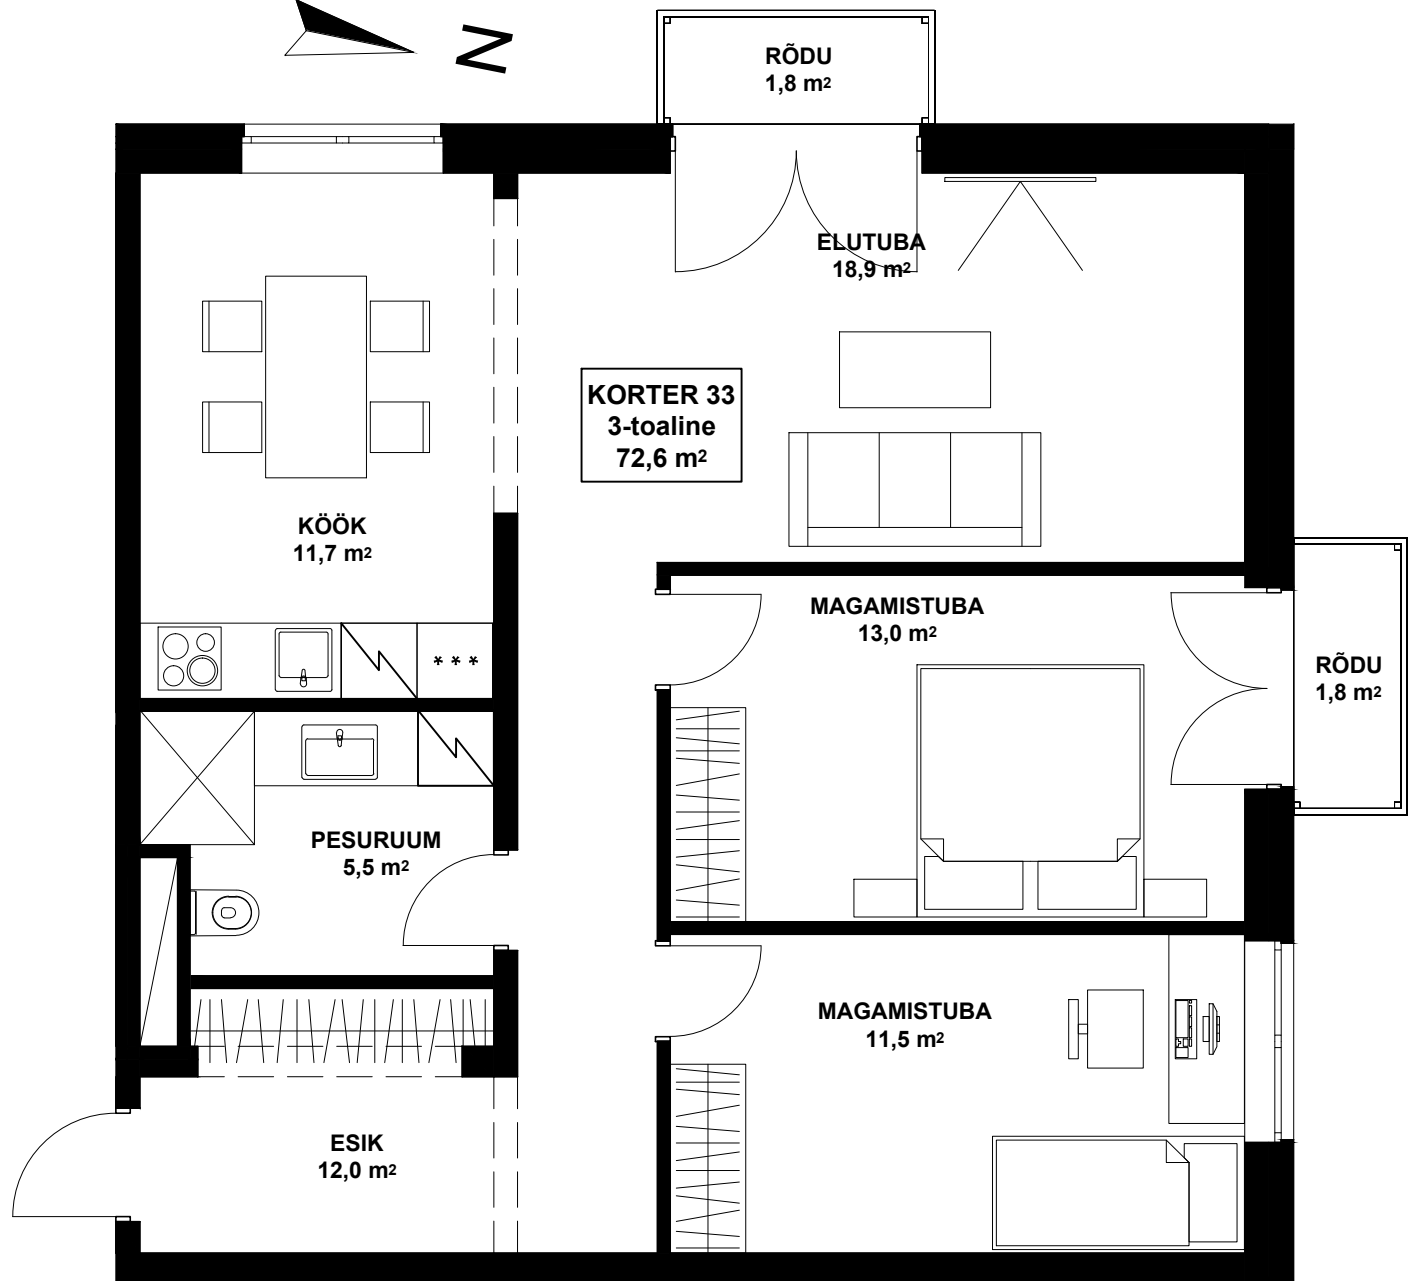 N
RÕDU
1,8 m²
ELUTUBA
18,9 m²
KORTER 33
3-toaline
72,6 m²
KÖÖK
11,7 m²
***
MAGAMISTUBA
13,0 m²
RÕDU
1,8 m²
PESURUUM
5,5 m²
MAGAMISTUBA
11,5 m²
ESIK
12,0 m²